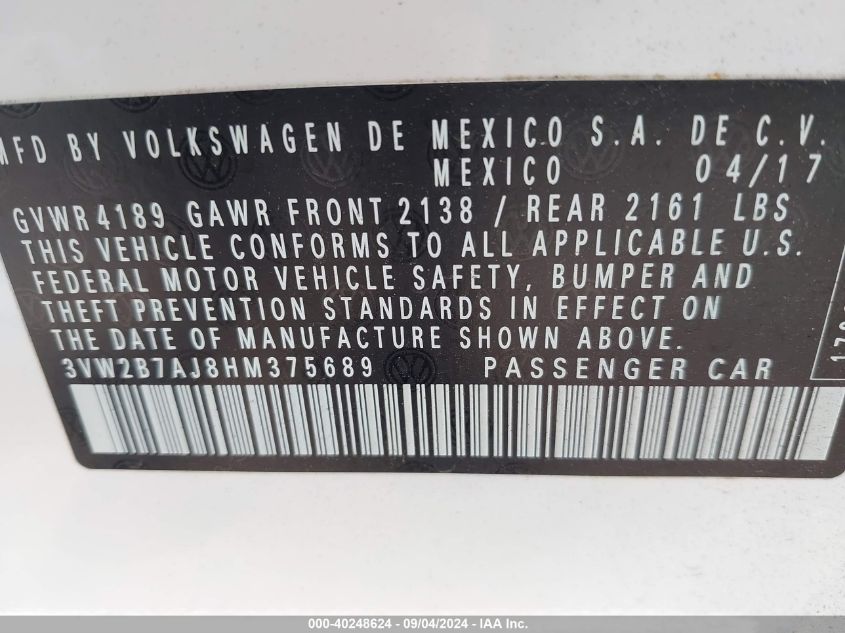 MFD BY VOLKSWAGEN DE MEXICO S.A. DE C.V.
MEXICO 04/17
GVWR 4189 GAWR FRONT 2138 / REAR 2161 LBS
THIS VEHICLE CONFORMS TO ALL APPLICABLE U.S.
FEDERAL MOTOR VEHICLE SAFETY, BUMPER AND
THEFT PREVENTION STANDARDS IN EFFECT ON
THE DATE OF MANUFACTURE SHOWN ABOVE.
3VW2B7AJ8HM375689 PASSENGER CAR
000-40248624 - 09/04/2024 - IAA Inc.